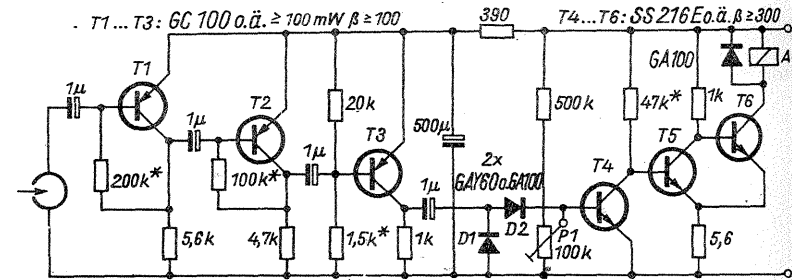 T1...T3: GC 100 o.ä. ≥ 100 mW β ≥ 100
390
T4...T6: SS 216 E o.ä. β ≥ 300
GA100
A
1µ
T1
1µ
T2
20k
500µ
500k
47k*
1k
T6
T3
T5
1µ
2x
GAY60 o. GA100
T4
200k*
100k*
1µ
D2
P1
5,6k
4,7k
1,5k*
1k
D1
100k
5,6